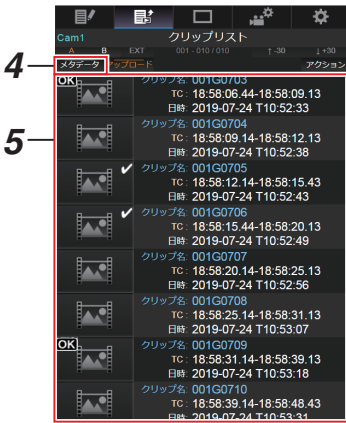 Cam1 クリップリスト
A B EXT 001 - 010 / 010 ↑ -30 ↓ +30
4 メタデータ アップロード アクション
5
OK クリップ名: 001G0703
TC : 18:58:06.44-18:58:09.13
日時: 2019-07-24 T10:52:33
クリップ名: 001G0704
TC : 18:58:09.14-18:58:12.13
日時: 2019-07-24 T10:52:38
クリップ名: 001G0705
TC : 18:58:12.14-18:58:15.43
日時: 2019-07-24 T10:52:43
クリップ名: 001G0706
TC : 18:58:15.44-18:58:20.13
日時: 2019-07-24 T10:52:49
クリップ名: 001G0707
TC : 18:58:20.14-18:58:25.13
日時: 2019-07-24 T10:52:56
クリップ名: 001G0708
TC : 18:58:25.14-18:58:31.13
日時: 2019-07-24 T10:53:07
OK クリップ名: 001G0709
TC : 18:58:31.14-18:58:39.13
日時: 2019-07-24 T10:53:18
クリップ名: 001G0710
TC : 18:58:39.14-18:58:48.43
日時: 2019-07-24 T10:53:31